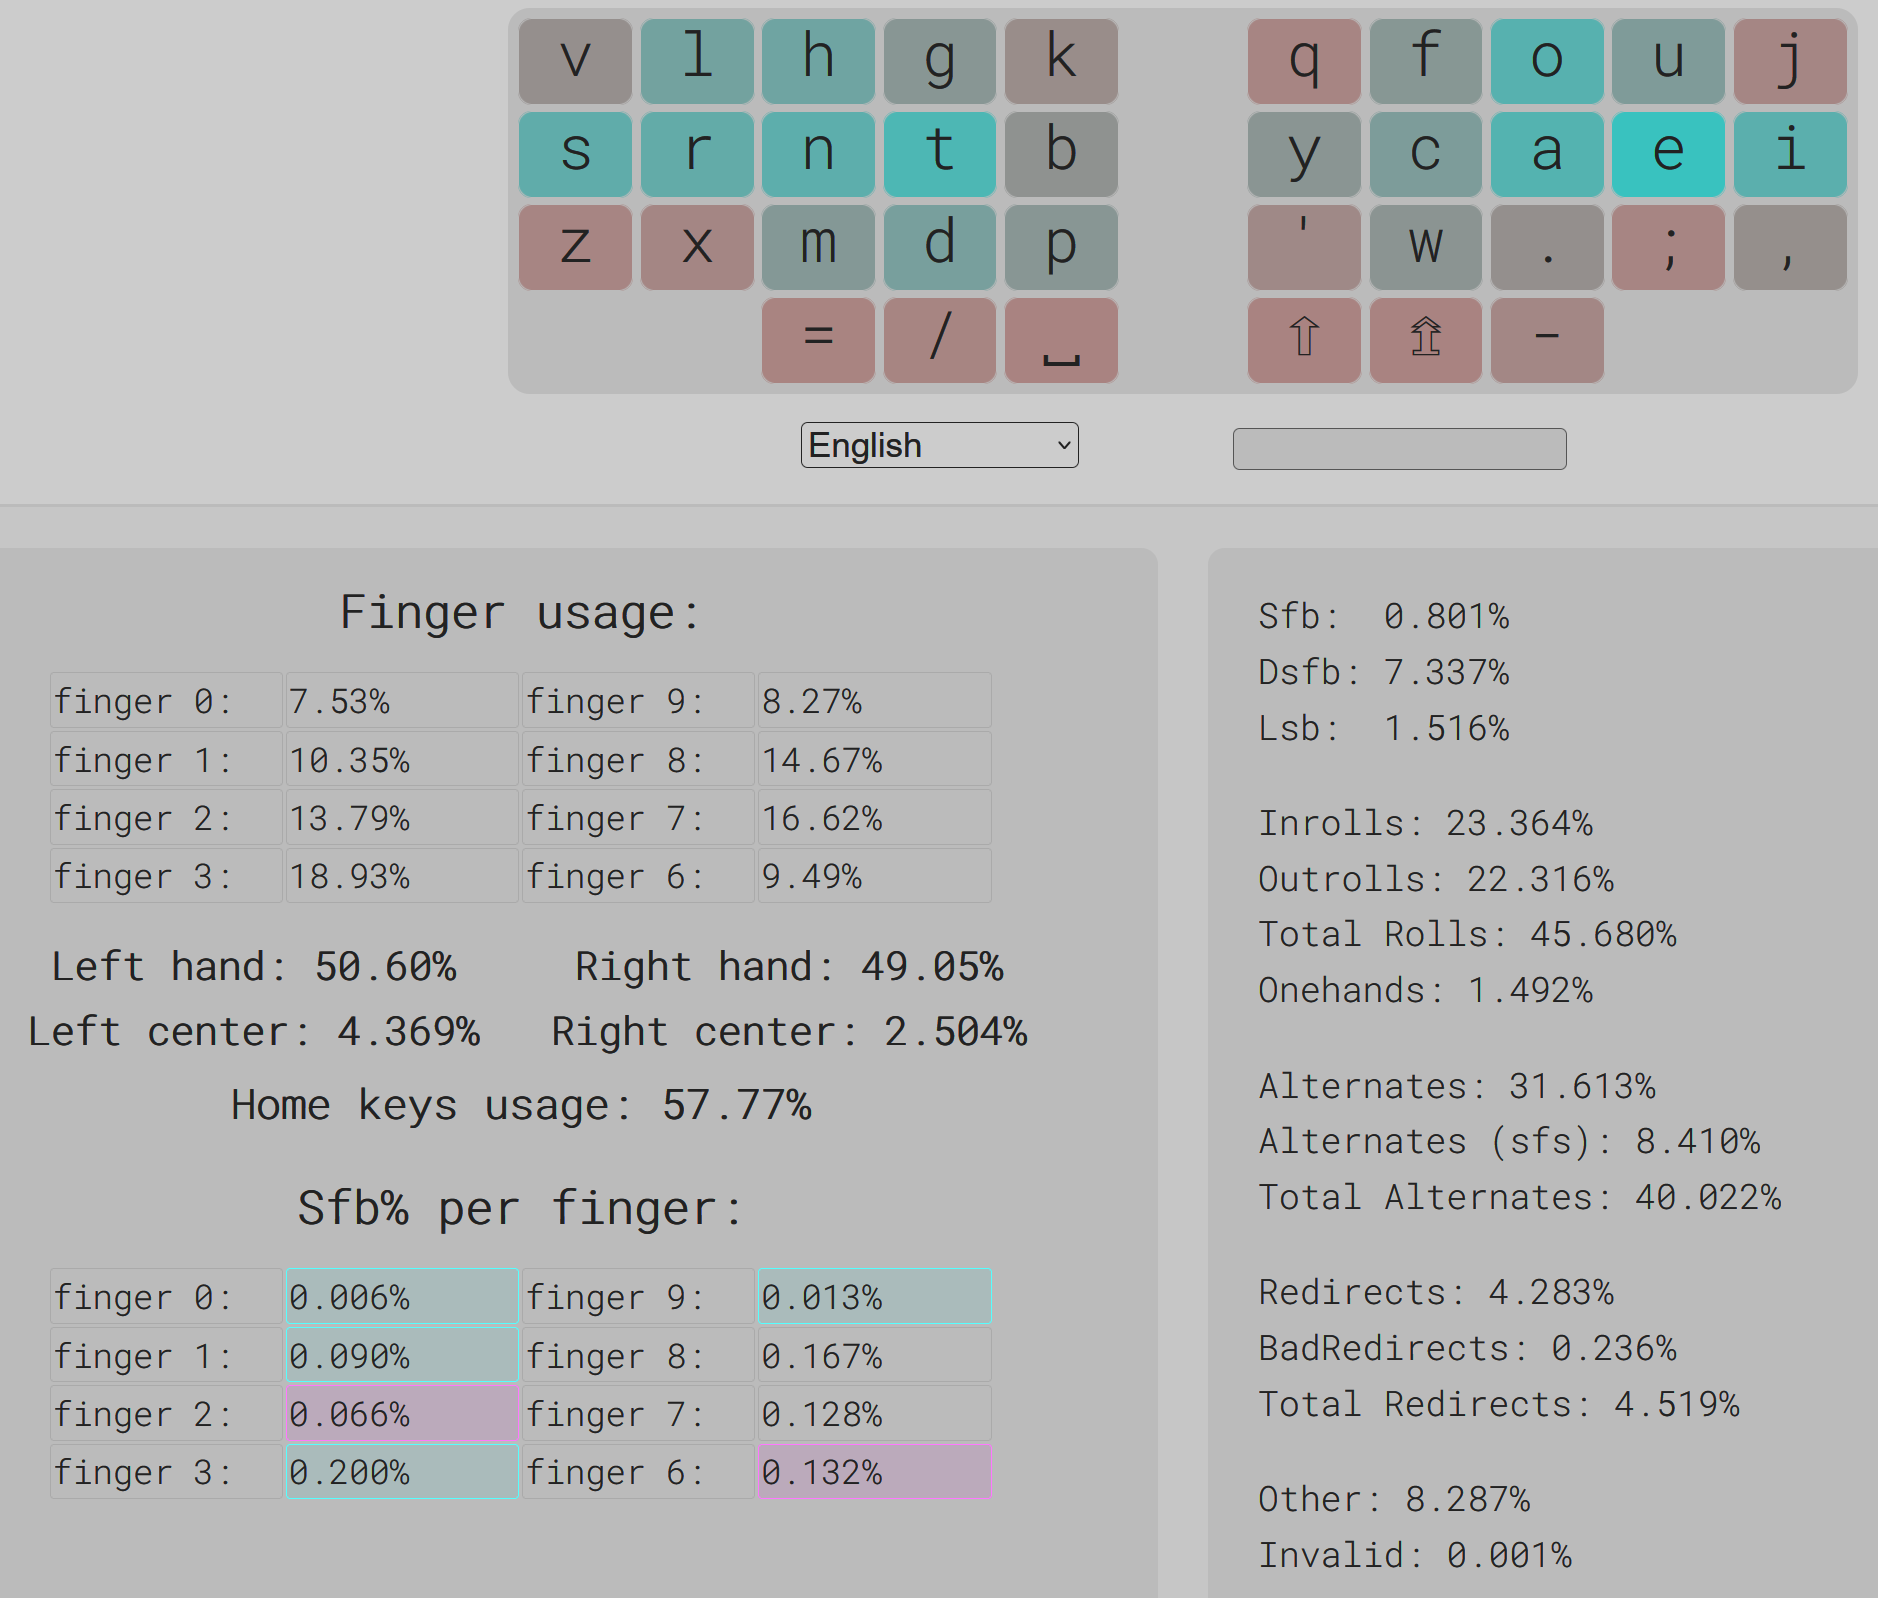 v l h g k q f o u j
s r n t b y c a e i
z x m d p ' w . ; ,
= / ␣ ⇧ ⇪ -
English
Finger usage:
finger 0: 7.53% finger 9: 8.27%
finger 1: 10.35% finger 8: 14.67%
finger 2: 13.79% finger 7: 16.62%
finger 3: 18.93% finger 6: 9.49%
Left hand: 50.60% Right hand: 49.05%
Left center: 4.369% Right center: 2.504%
Home keys usage: 57.77%
Sfb% per finger:
finger 0: 0.006% finger 9: 0.013%
finger 1: 0.090% finger 8: 0.167%
finger 2: 0.066% finger 7: 0.128%
finger 3: 0.200% finger 6: 0.132%
Sfb: 0.801%
Dsfb: 7.337%
Lsb: 1.516%
Inrolls: 23.364%
Outrolls: 22.316%
Total Rolls: 45.680%
Onehands: 1.492%
Alternates: 31.613%
Alternates (sfs): 8.410%
Total Alternates: 40.022%
Redirects: 4.283%
BadRedirects: 0.236%
Total Redirects: 4.519%
Other: 8.287%
Invalid: 0.001%